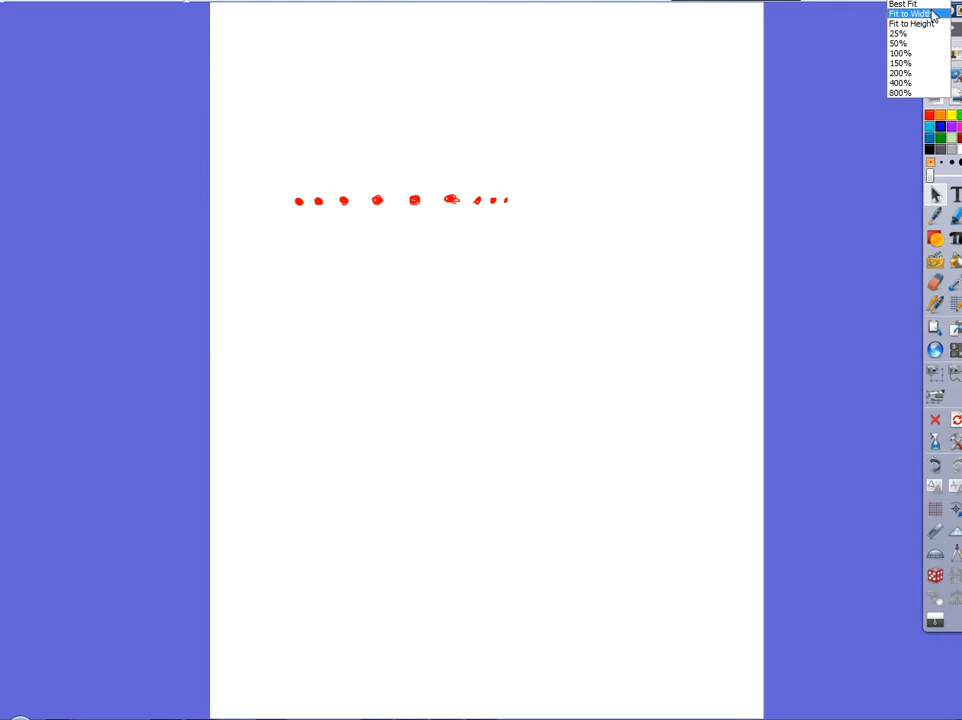 Best Fit
Fit to Width
Fit to Height
25%
50%
100%
150%
200%
400%
800%
T